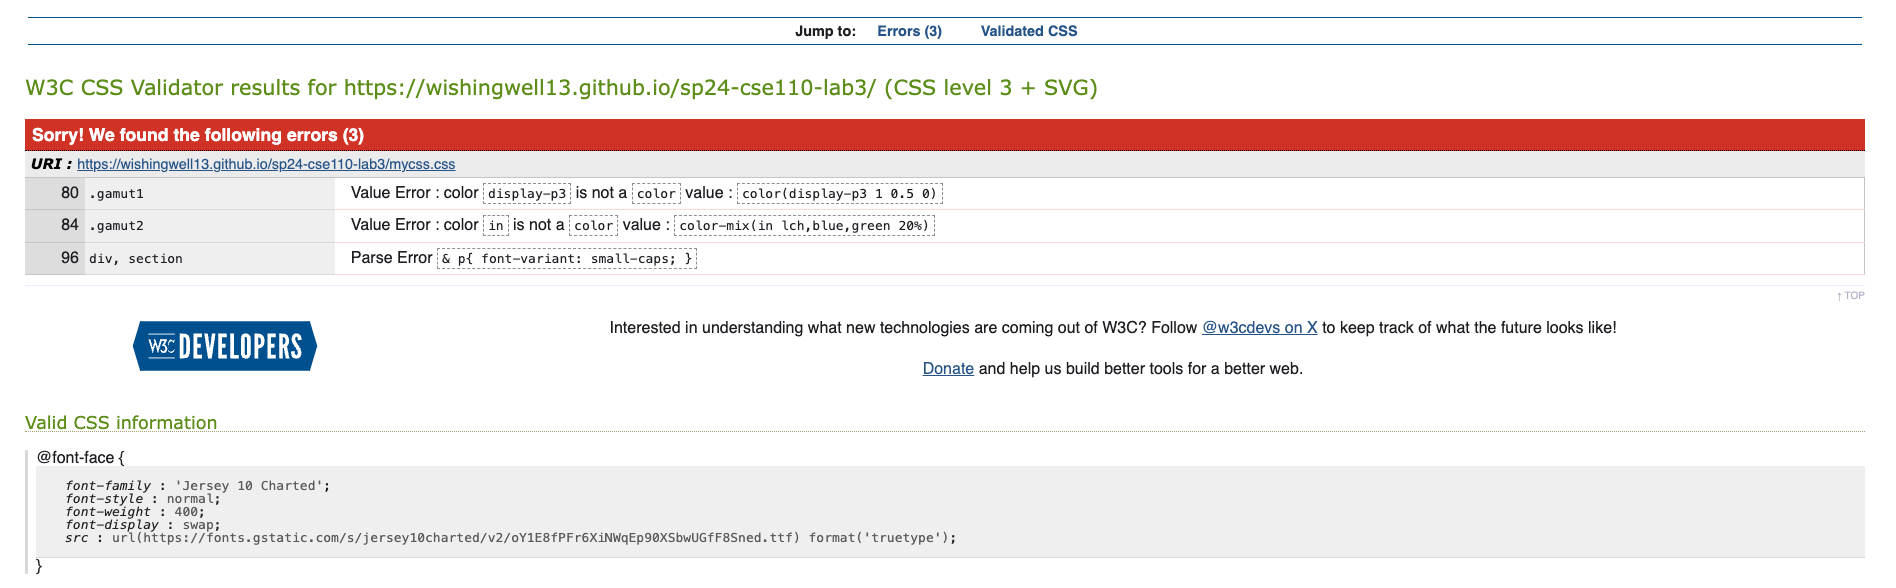 Jump to: Errors (3) Validated CSS
W3C CSS Validator results for https://wishingwell13.github.io/sp24-cse110-lab3/ (CSS level 3 + SVG)
Sorry! We found the following errors (3)
URI : https://wishingwell13.github.io/sp24-cse110-lab3/mycss.css
80 .gamut1 Value Error : color display-p3 is not a color value : color(display-p3 1 0.5 0)
84 .gamut2 Value Error : color in is not a color value : color-mix(in lch,blue,green 20%)
96 div, section Parse Error & p{ font-variant: small-caps; }
↑ TOP
W3C DEVELOPERS
Interested in understanding what new technologies are coming out of W3C? Follow @w3cdevs on X to keep track of what the future looks like!
Donate and help us build better tools for a better web.
Valid CSS information
@font-face {
font-family : 'Jersey 10 Charted';
font-style : normal;
font-weight : 400;
font-display : swap;
src : url(https://fonts.gstatic.com/s/jersey10charted/v2/oY1E8fPFr6XiNWqEp90XSbwUGfF8Sned.ttf) format('truetype');
}